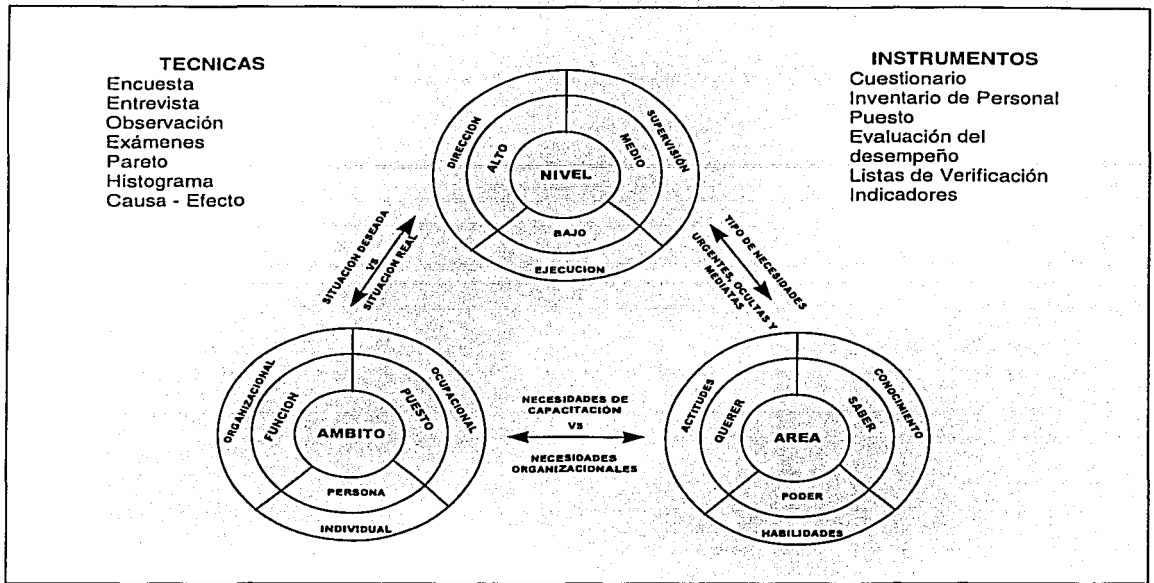 TECNICAS
Encuesta
Entrevista
Observación
Exámenes
Pareto
Histograma
Causa - Efecto
INSTRUMENTOS
Cuestionario
Inventario de Personal
Puesto
Evaluación del
desempeño
Listas de Verificación
Indicadores
DIRECCION
ALTO
NIVEL
MEDIO
SUPERVISIÓN
BAJO
EJECUCION
SITUACION DESEADA
VS
SITUACION REAL
TIPO DE NECESIDADES
URGENTES, OCULTAS Y
MEDIATAS
ORGANIZACIONAL
FUNCION
AMBITO
PUESTO
OCUPACIONAL
PERSONA
INDIVIDUAL
NECESIDADES DE
CAPACITACIÓN
VS
NECESIDADES
ORGANIZACIONALES
ACTITUDES
QUERER
AREA
SABER
CONOCIMIENTO
PODER
HABILIDADES